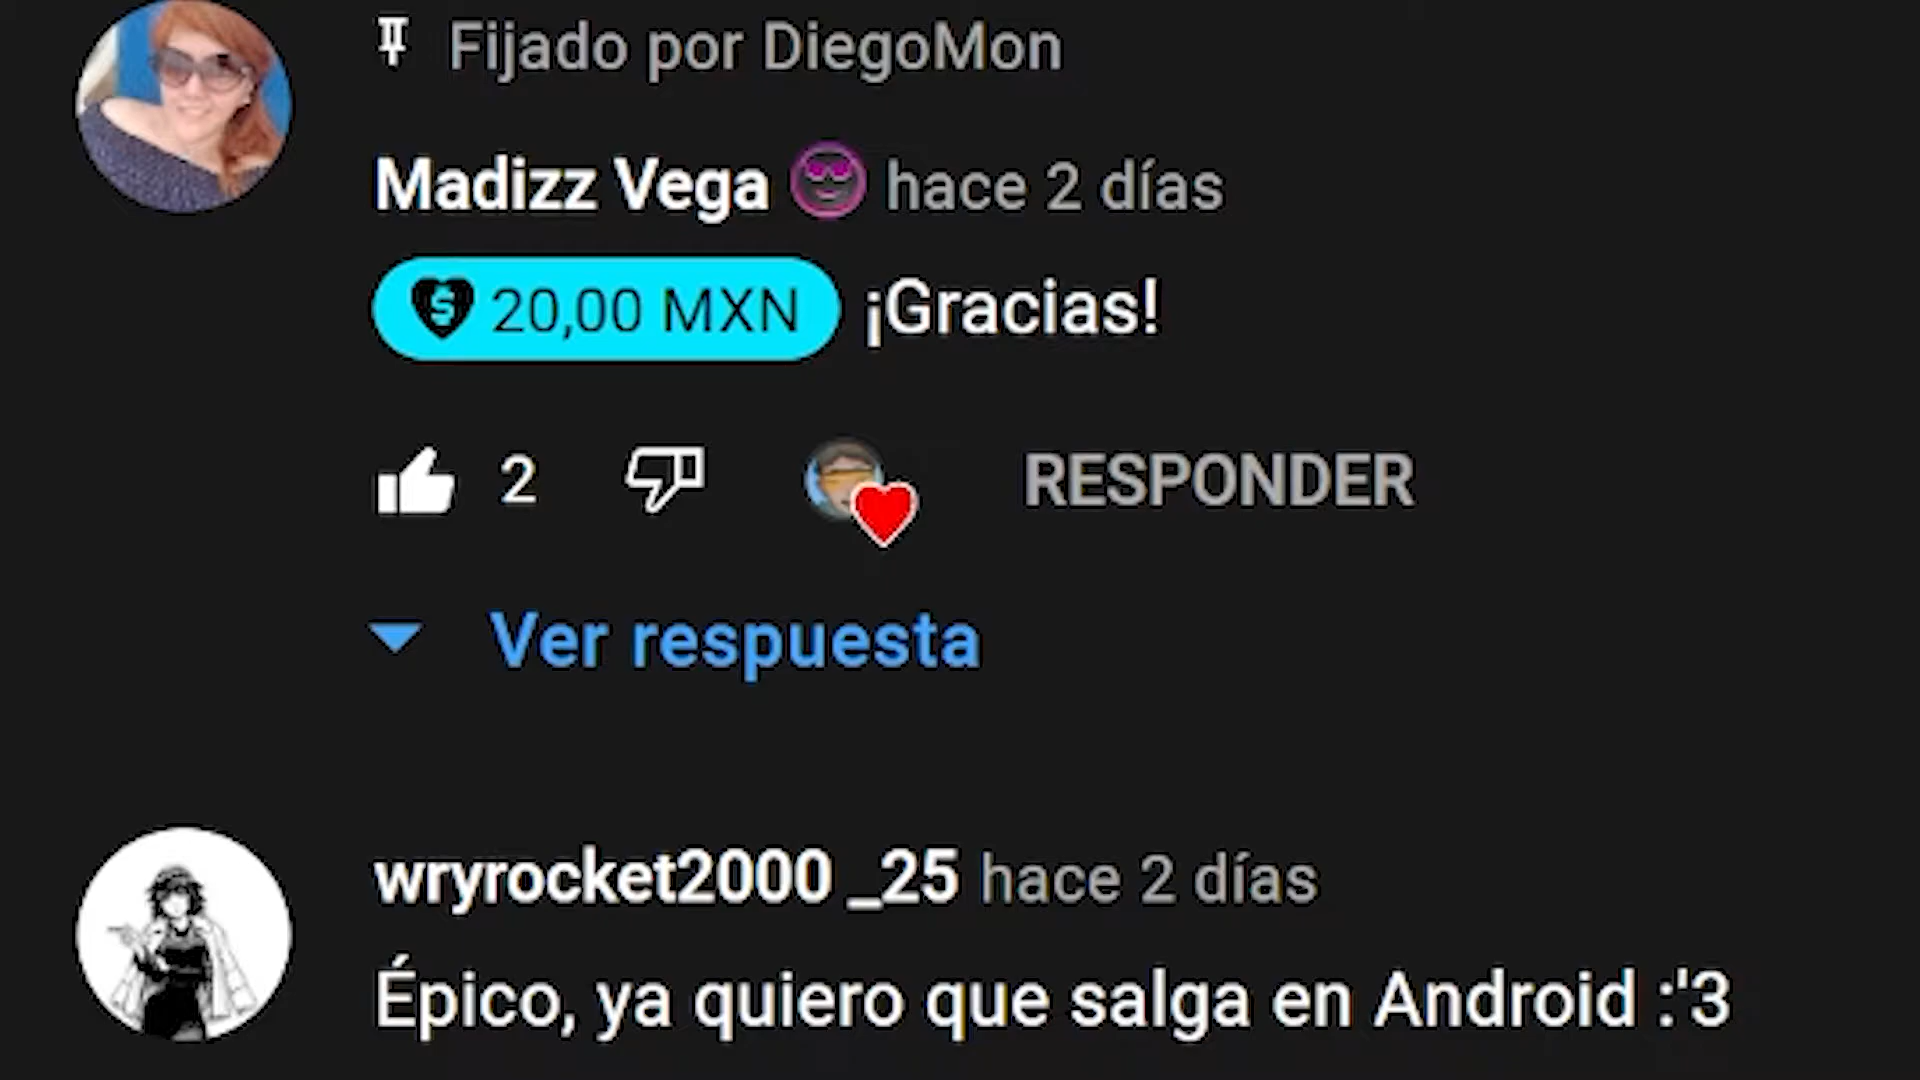 Fijado por DiegoMon
Madizz Vega hace 2 días
$ 20,00 MXN ¡Gracias!
2 RESPONDER
Ver respuesta
wryrocket2000 _25 hace 2 días
Épico, ya quiero que salga en Android :'3